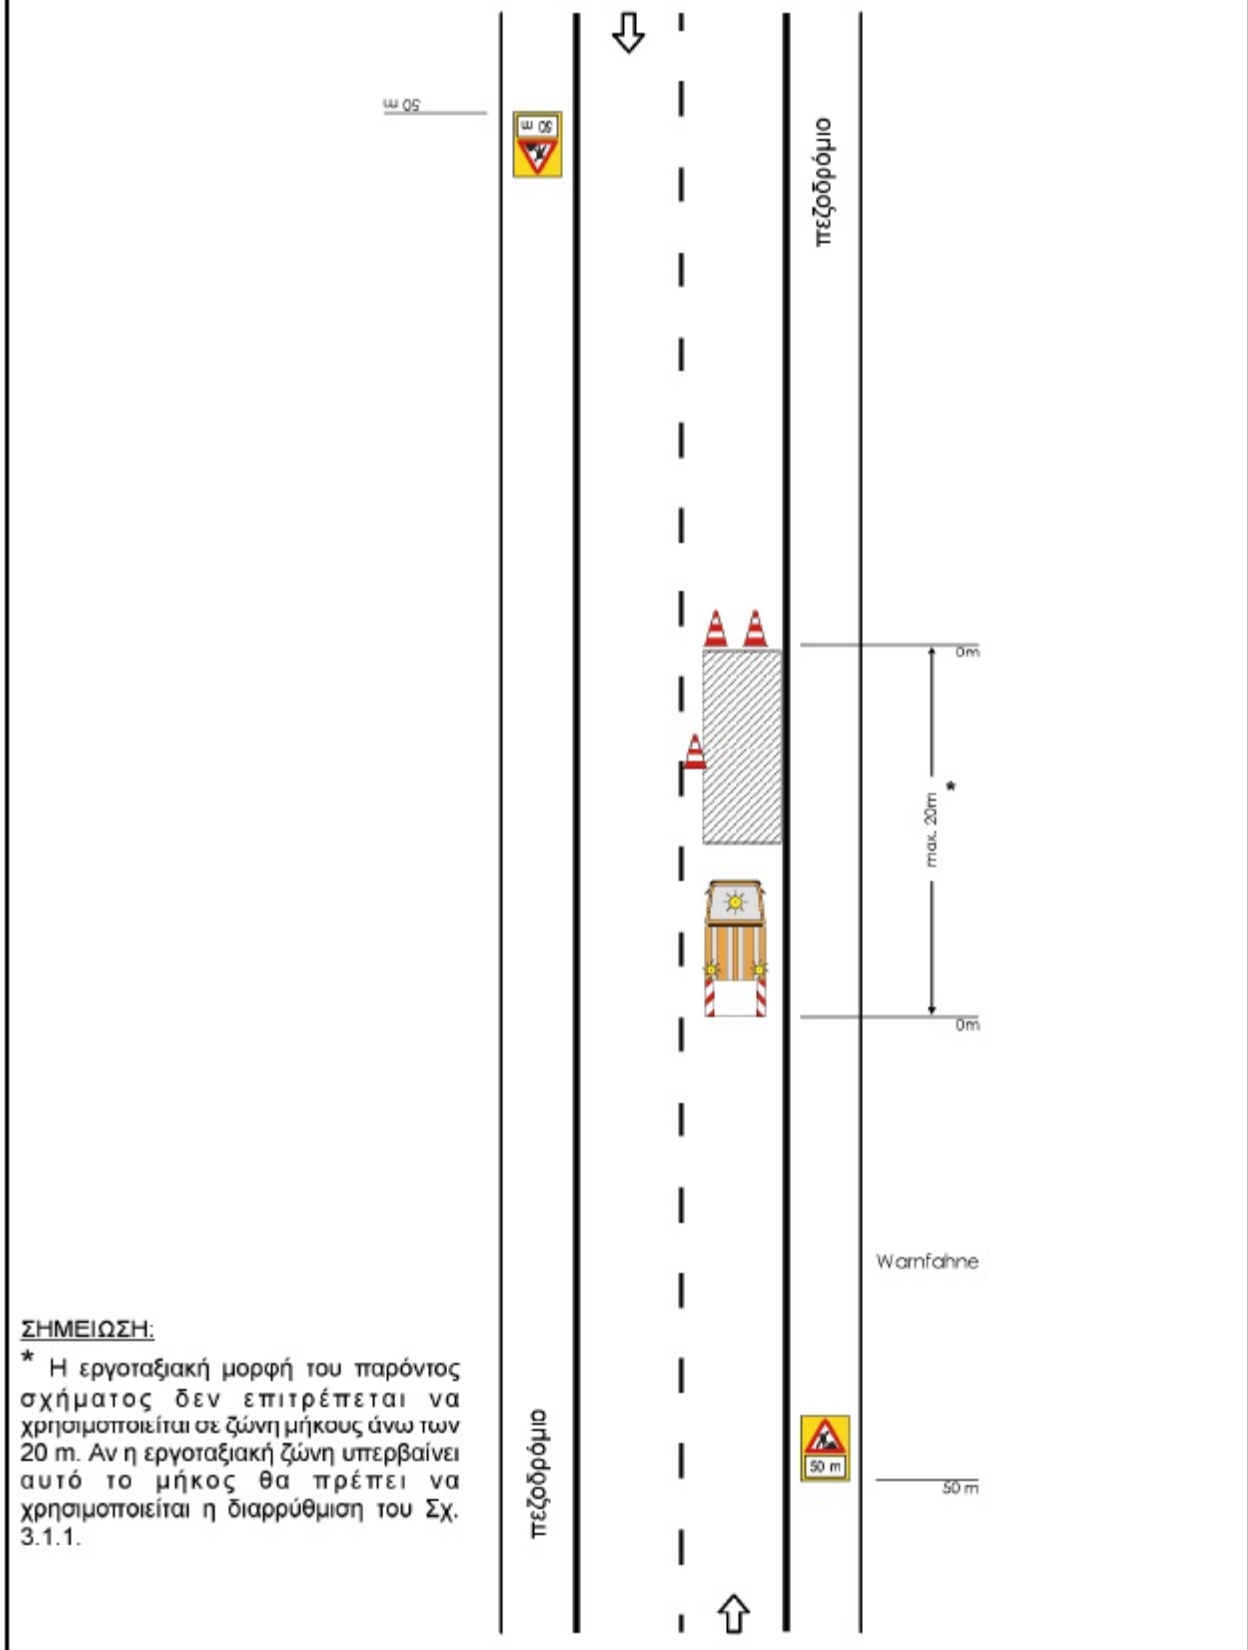 50 m
50 m
πεζοδρόμιο
0m
max. 20m
*
0m
Warnfahne
ΣΗΜΕΙΩΣΗ:
* Η εργοταξιακή μορφή του παρόντος
σχήματος δεν επιτρέπεται να
χρησιμοποιείται σε ζώνη μήκους άνω των
20 m. Αν η εργοταξιακή ζώνη υπερβαίνει
αυτό το μήκος θα πρέπει να
χρησιμοποιείται η διαρρύθμιση του Σχ.
3.1.1.
πεζοδρόμιο
50 m
50 m